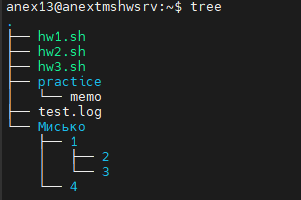 anex13@anextmshwsrv:~$ tree
.
├── hw1.sh
├── hw2.sh
├── hw3.sh
├── practice
│   └── memo
├── test.log
└── Мисько
    ├── 1
    │   ├── 2
    │   └── 3
    └── 4